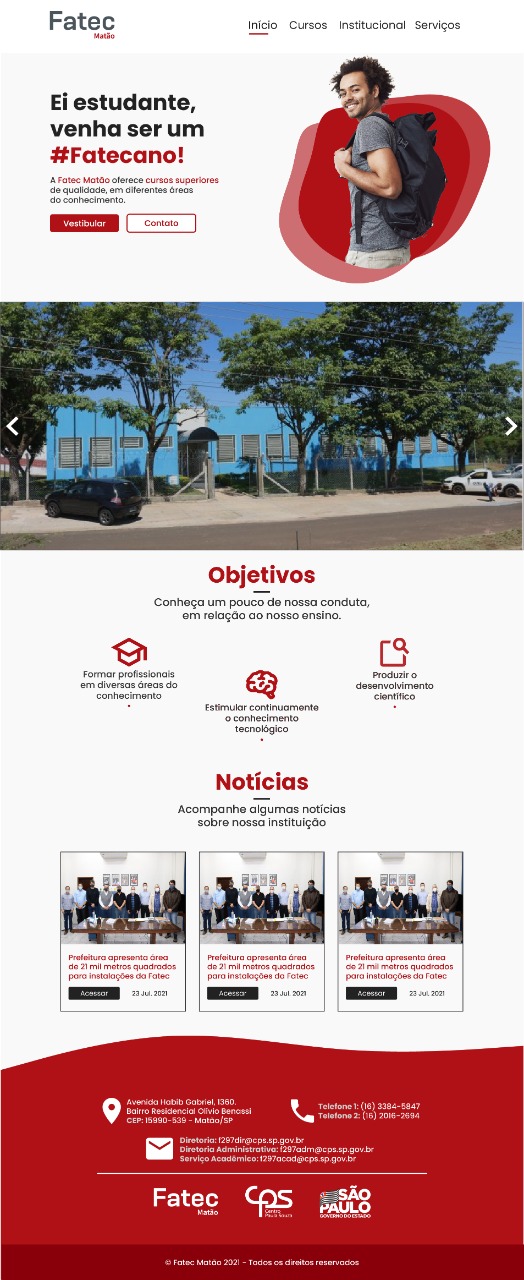 Fatec
Matão
Início Cursos Institucional Serviços
Ei estudante,
venha ser um
#Fatecano!
A Fatec Matão oferece cursos superiores
de qualidade, em diferentes áreas
do conhecimento.
Vestibular Contato
Objetivos
Conheça um pouco de nossa conduta,
em relação ao nosso ensino.
Formar profissionais
em diversas áreas do
conhecimento
Estimular continuamente
o conhecimento
tecnológico
Produzir o
desenvolvimento
científico
Notícias
Acompanhe algumas notícias
sobre nossa instituição
Prefeitura apresenta área
de 21 mil metros quadrados
para instalações da Fatec
Acessar 23 Jul. 2021
Prefeitura apresenta área
de 21 mil metros quadrados
para instalações da Fatec
Acessar 23 Jul. 2021
Prefeitura apresenta área
de 21 mil metros quadrados
para instalações da Fatec
Acessar 23 Jul. 2021
Avenida Habib Gabriel, 1360,
Bairro Residencial Olívio Benassi
CEP: 15990-539 - Matão/SP
Telefone 1: (16) 3384-5847
Telefone 2: (16) 2016-2694
Diretoria: f297dir@cps.sp.gov.br
Diretoria Administrativa: f297adm@cps.sp.gov.br
Serviço Acadêmico: f297acad@cps.sp.gov.br
Fatec
Matão
cps
Centro
Paula Souza
SÃO
PAULO
GOVERNO DO ESTADO
© Fatec Matão 2021 - Todos os direitos reservados